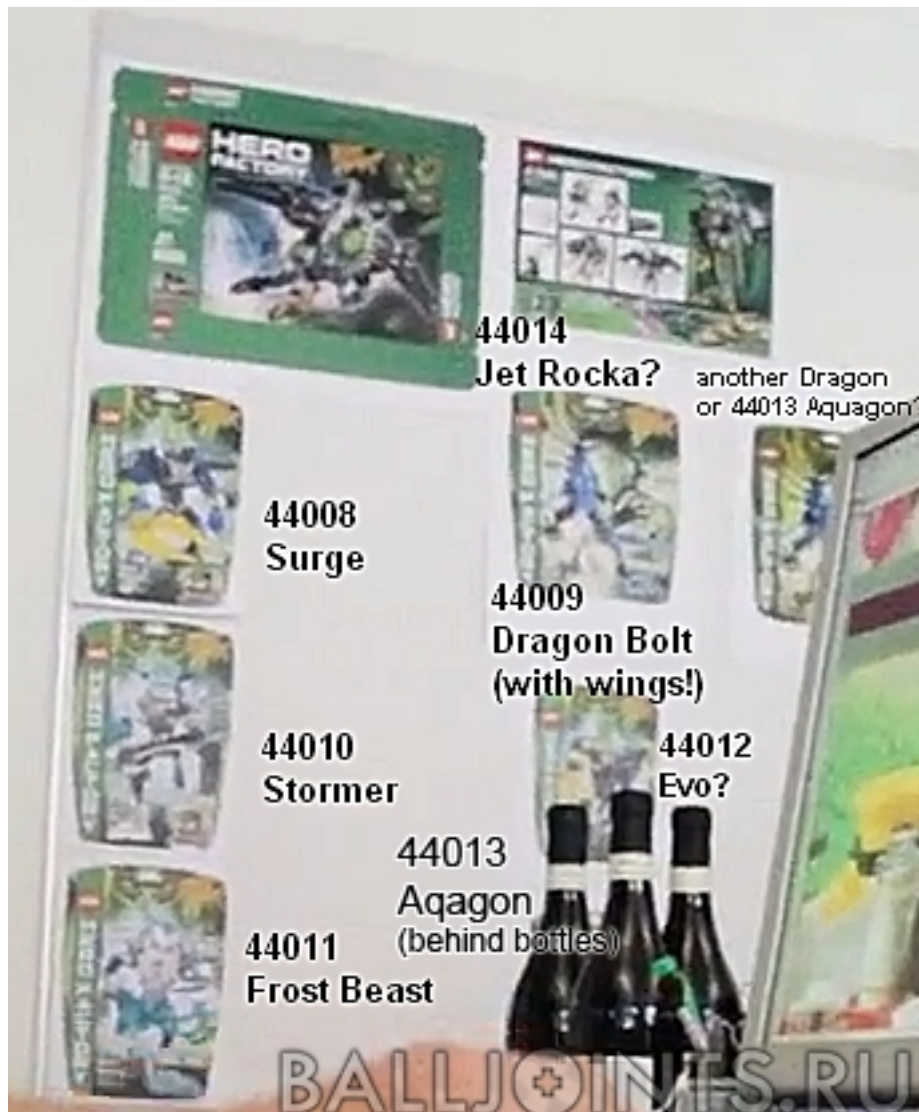 HERO
FACTORY
44014
Jet Rocka?
another Dragon
or 44013 Aquagon?
44008
Surge
44009
Dragon Bolt
(with wings!)
44010
Stormer
44012
Evo?
44013
Aqagon
(behind bottles)
44011
Frost Beast
BALLJOINTS.RU